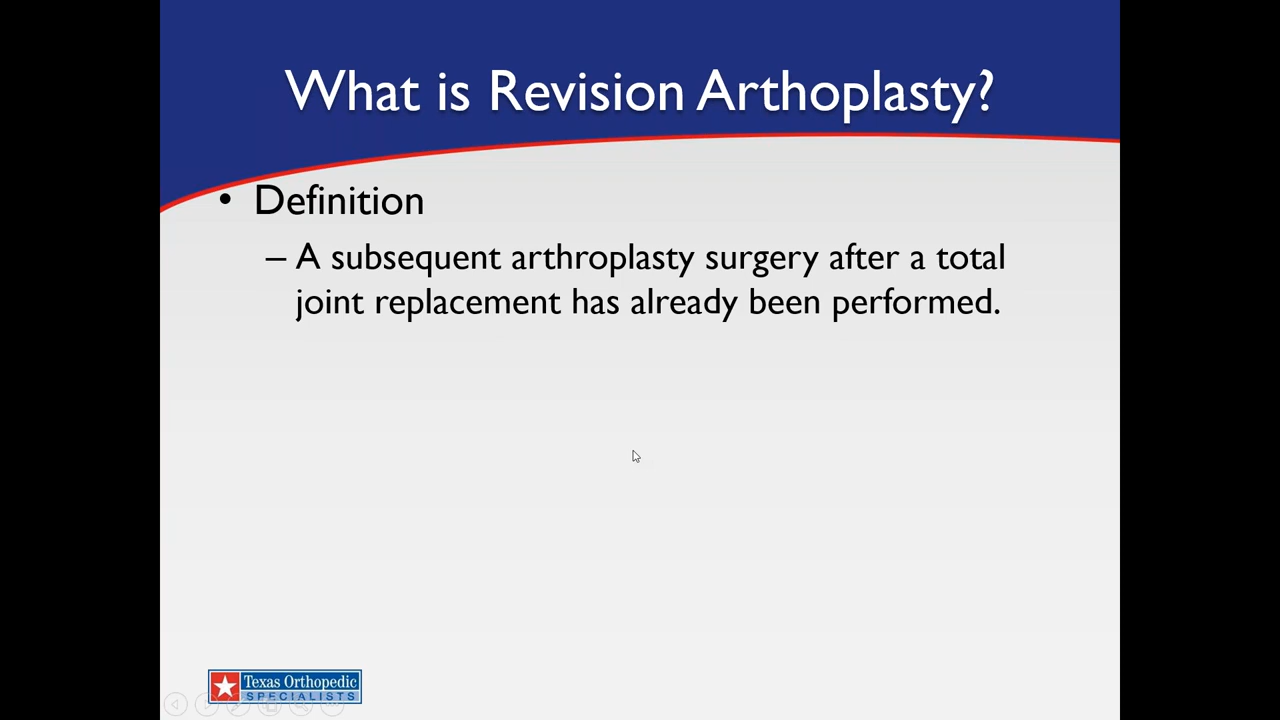 What is Revision Arthoplasty?
• Definition
– A subsequent arthroplasty surgery after a total
joint replacement has already been performed.
Texas Orthopedic
SPECIALISTS